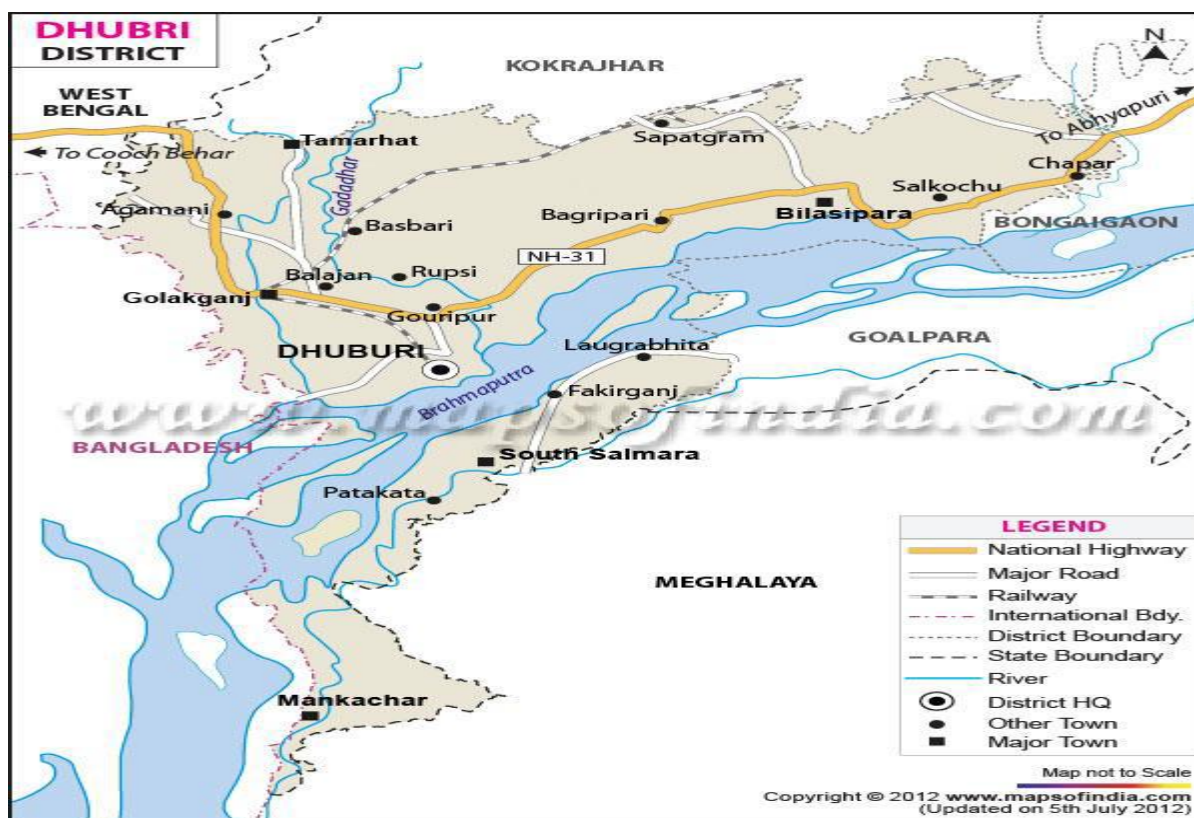 DHUBRI
DISTRICT
N
KOKRAJHAR
WEST
BENGAL
To Cooch Behar
Tamarhat
Sapatgram
To Abhyapuri
Chapar
Gadadhar
Agamani
Basbari
Bagripari
Bilasipara
Salkochu
BONGAIGAON
NH-31
Balajan
Rupsi
Golakganj
Gouripur
DHUBURI
Laugrabhita
GOALPARA
Brahmaputra
Fakirganj
www.mapsofindia.com
BANGLADESH
South Salmara
Patakata
MEGHALAYA
Mankachar
LEGEND
National Highway
Major Road
Railway
International Bdy.
District Boundary
State Boundary
River
District HQ
Other Town
Major Town
Map not to Scale
Copyright © 2012 www.mapsofindia.com
(Updated on 5th July 2012)